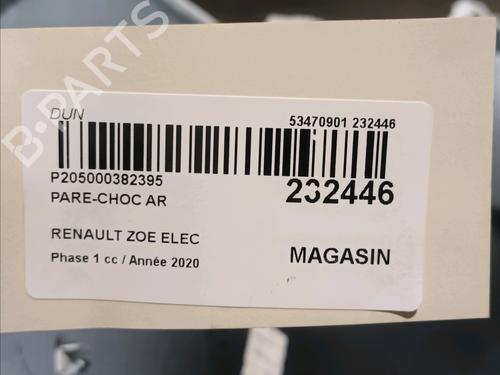 B-PARTS
DUN
53470901 232446
P205000382395
232446
PARE-CHOC AR
RENAULT ZOE ELEC
MAGASIN
Phase 1 cc / Année 2020